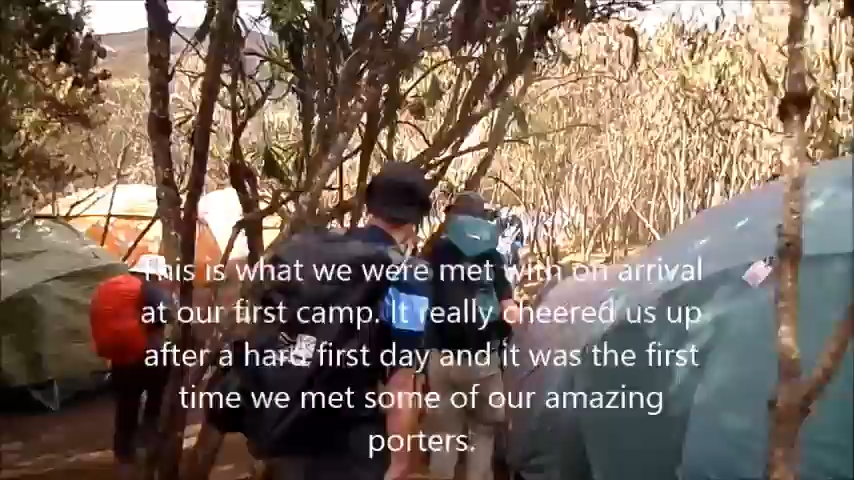 This is what we were met with on arrival
at our first camp. It really cheered us up
after a hard first day and it was the first
time we met some of our amazing
porters.